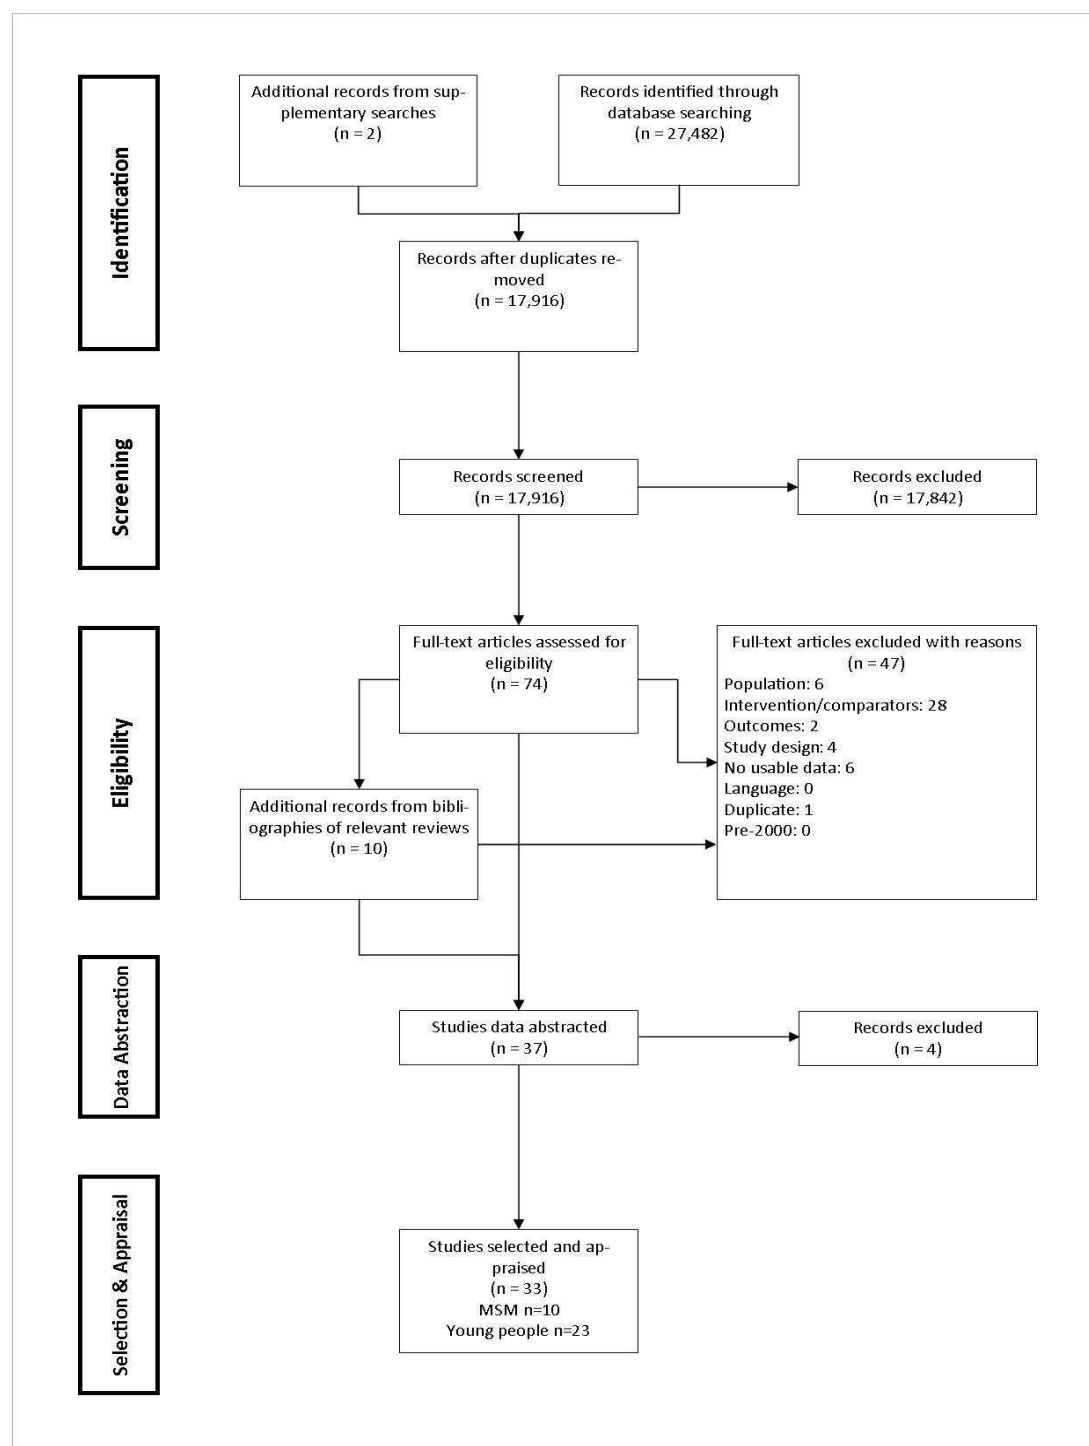 Identification
Additional records from sup-
plementary searches
(n = 2)
Records identified through
database searching
(n = 27,482)
Records after duplicates re-
moved
(n = 17,916)
Screening
Records screened
(n = 17,916)
Records excluded
(n = 17,842)
Eligibility
Full-text articles assessed for
eligibility
(n = 74)
Full-text articles excluded with reasons
(n = 47)
Population: 6
Intervention/comparators: 28
Outcomes: 2
Study design: 4
No usable data: 6
Language: 0
Duplicate: 1
Pre-2000: 0
Additional records from bibli-
ographies of relevant reviews
(n = 10)
Data Abstraction
Studies data abstracted
(n = 37)
Records excluded
(n = 4)
Selection & Appraisal
Studies selected and ap-
praised
(n = 33)
MSM n=10
Young people n=23